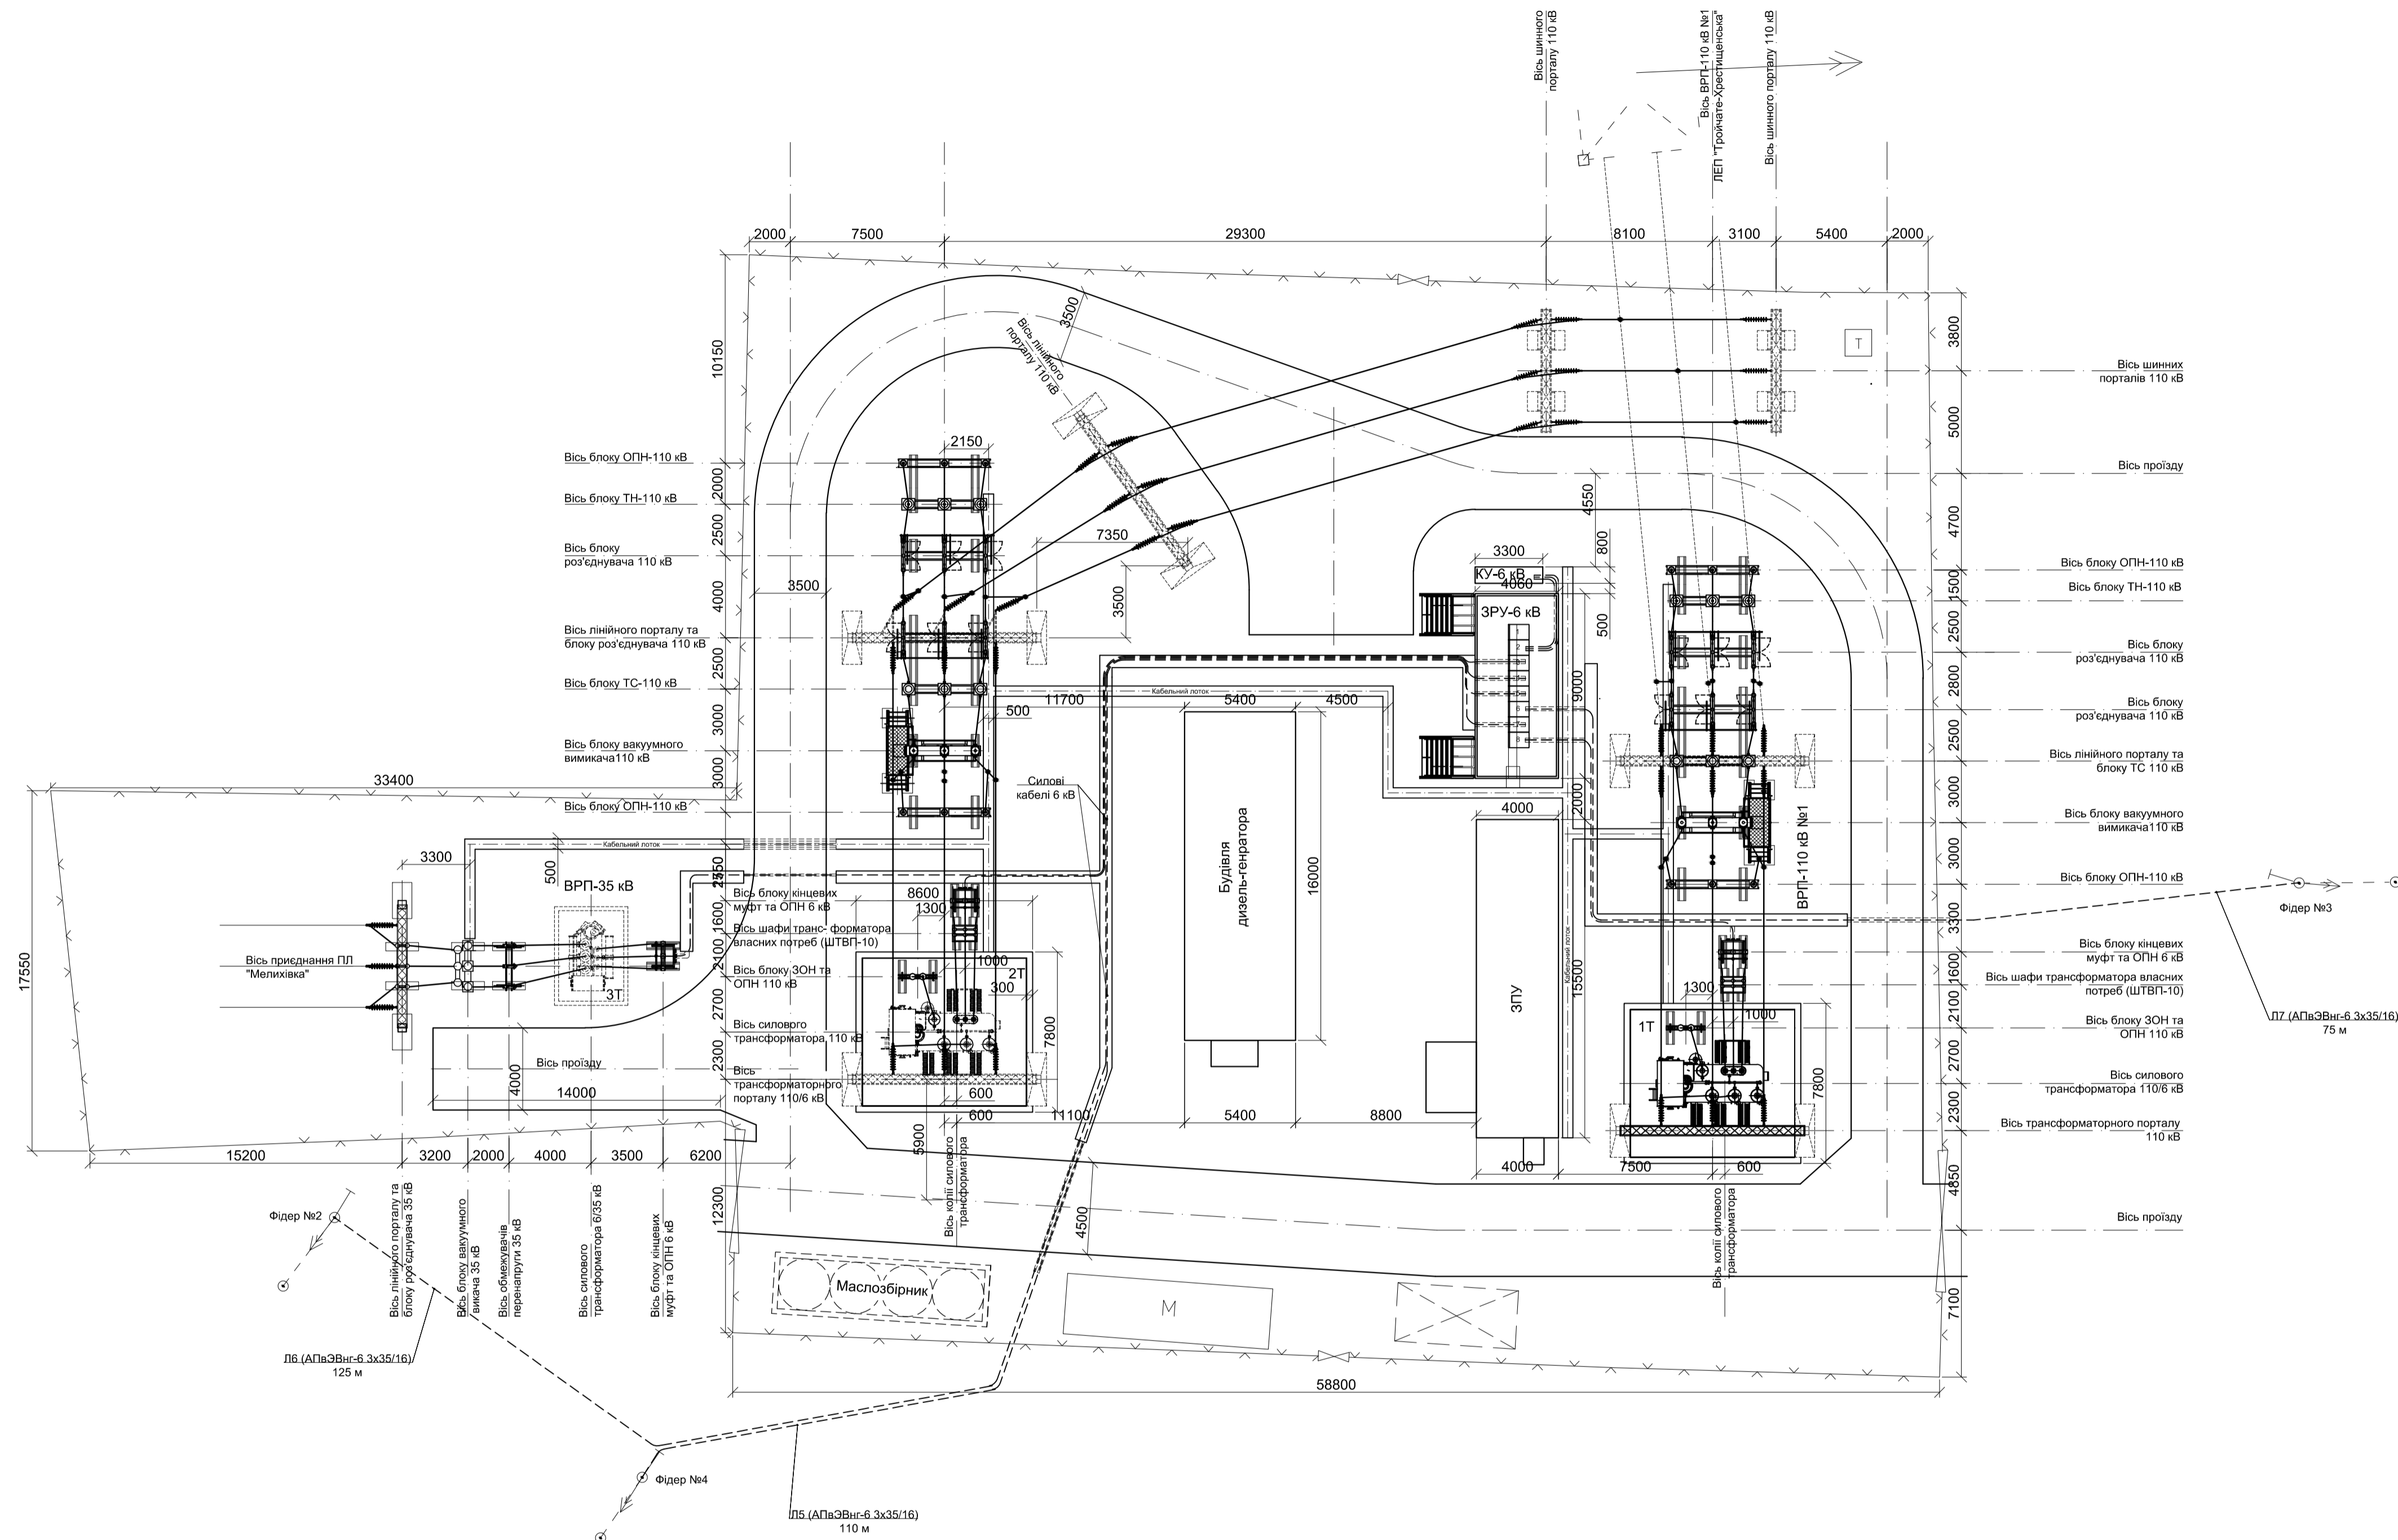 Вісь шинного
порталу 110 кВ
Вісь ВРП-110 кВ №1
ЛЕП "Тройчате-Хрестищенська"
Вісь шинного порталу 110 кВ
2000
7500
29300
8100
3100
5400
2000
10150
3500
Вісь лінійного
порталу 110 кВ
3800
Т
Вісь шинних
порталів 110 кВ
5000
Вісь блоку ОПН-110 кВ
2150
Вісь проїзду
2000
Вісь блоку ТН-110 кВ
4550
4700
2500
7350
Вісь блоку
роз'єднувача 110 кВ
3300
800
КУ-6 кВ
4060
Вісь блоку ОПН-110 кВ
1500
Вісь блоку ТН-110 кВ
3500
4000
3500
ЗРУ-6 кВ
500
2500
Вісь лінійного порталу та
блоку роз'єднувача 110 кВ
Вісь блоку
роз'єднувача 110 кВ
2500
2800
Вісь блоку ТС-110 кВ
Кабельний лоток
11700
5400
4500
9000
500
Вісь блоку
роз'єднувача 110 кВ
3000
2500
Вісь блоку вакуумного
вимикача110 кВ
Вісь лінійного порталу та
блоку ТС 110 кВ
33400
3000
Силові
кабелі 6 кВ
2000
3000
Вісь блоку ОПН-110 кВ
4000
Вісь блоку вакуумного
вимикача110 кВ
Кабельний лоток
3300
500
ВРП-35 кВ
Будівля
дизель-генратора
16000
ВРП-110 кВ №1
3000
Вісь блоку ОПН-110 кВ
Вісь блоку кінцевих
муфт та ОПН 6 кВ
8600
1300
1600
3300
Фідер №3
Вісь шафи транс- форматора
власних потреб (ШТВП-10)
Кабельний лоток
Вісь блоку кінцевих
муфт та ОПН 6 кВ
17550
Вісь приєднання ПЛ
"Мелихівка"
3Т
2100
Вісь блоку ЗОН та
ОПН 110 кВ
1000
2Т
300
15500
ЗПУ
1600
Вісь шафи трансформатора власних
потреб (ШТВП-10)
1300
2100
1000
1Т
Вісь блоку ЗОН та
ОПН 110 кВ
Л7 (АПвЭВнг-6 3х35/16)
75 м
2700
Вісь силового
трансформатора 110 кВ
7800
2700
Вісь проїзду
4000
14000
2300
Вісь
трансформаторного
порталу 110/6 кВ
7800
Вісь силового
трансформатора 110/6 кВ
600
600
11100
5400
8800
2300
Вісь трансформаторного порталу
110 кВ
15200
3200
2000
4000
3500
6200
5900
4000
7500
600
4850
Фідер №2
12300
Вісь лінійного порталу та
блоку роз'єднувача 35 кВ
Вісь блоку вакуумного
викача 35 кВ
Вісь обмежувачів
перенапруги 35 кВ
Вісь силового
трансформатора 6/35 кВ
Вісь блоку кінцевих
муфт та ОПН 6 кВ
Вісь колії силового
трансформатора
4500
Вісь колії силового
трансформатора
Вісь проїзду
Маслозбірник
М
7100
Л6 (АПвЭВнг-6 3х35/16)
125 м
58800
Фідер №4
Л5 (АПвЭВнг-6 3х35/16)
110 м